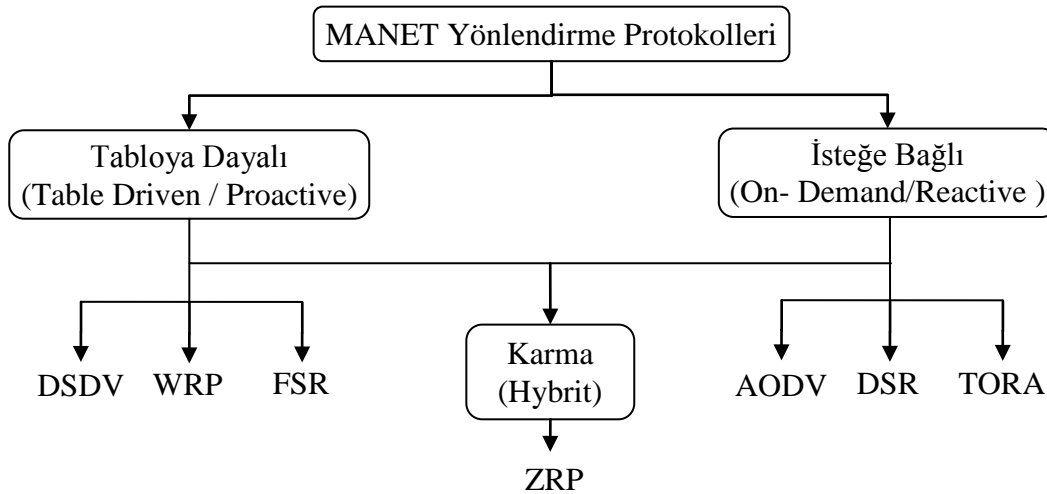 MANET Yönlendirme Protokolleri
Tabloya Dayalı
(Table Driven / Proactive)
İsteğe Bağlı
(On- Demand/Reactive )
DSDV
WRP
FSR
Karma
(Hybrit)
AODV
DSR
TORA
ZRP